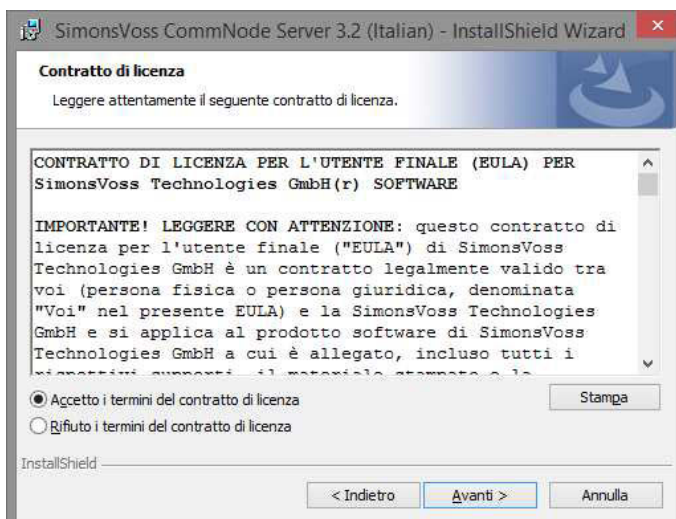 SimonsVoss CommNode Server 3.2 (Italian) - InstallShield Wizard
Contratto di licenza
Leggere attentamente il seguente contratto di licenza.
CONTRATTO DI LICENZA PER L'UTENTE FINALE (EULA) PER
SimonsVoss Technologies GmbH(r) SOFTWARE
IMPORTANTE! LEGGERE CON ATTENZIONE: questo contratto di
licenza per l'utente finale ("EULA") di SimonsVoss
Technologies GmbH è un contratto legalmente valido tra
voi (persona fisica o persona giuridica, denominata
"Voi" nel presente EULA) e la SimonsVoss Technologies
GmbH e si applica al prodotto software di SimonsVoss
Technologies GmbH a cui è allegato, incluso tutti i
Accetto i termini del contratto di licenza
Stampa
Rifiuto i termini del contratto di licenza
InstallShield
< Indietro
Avanti >
Annulla